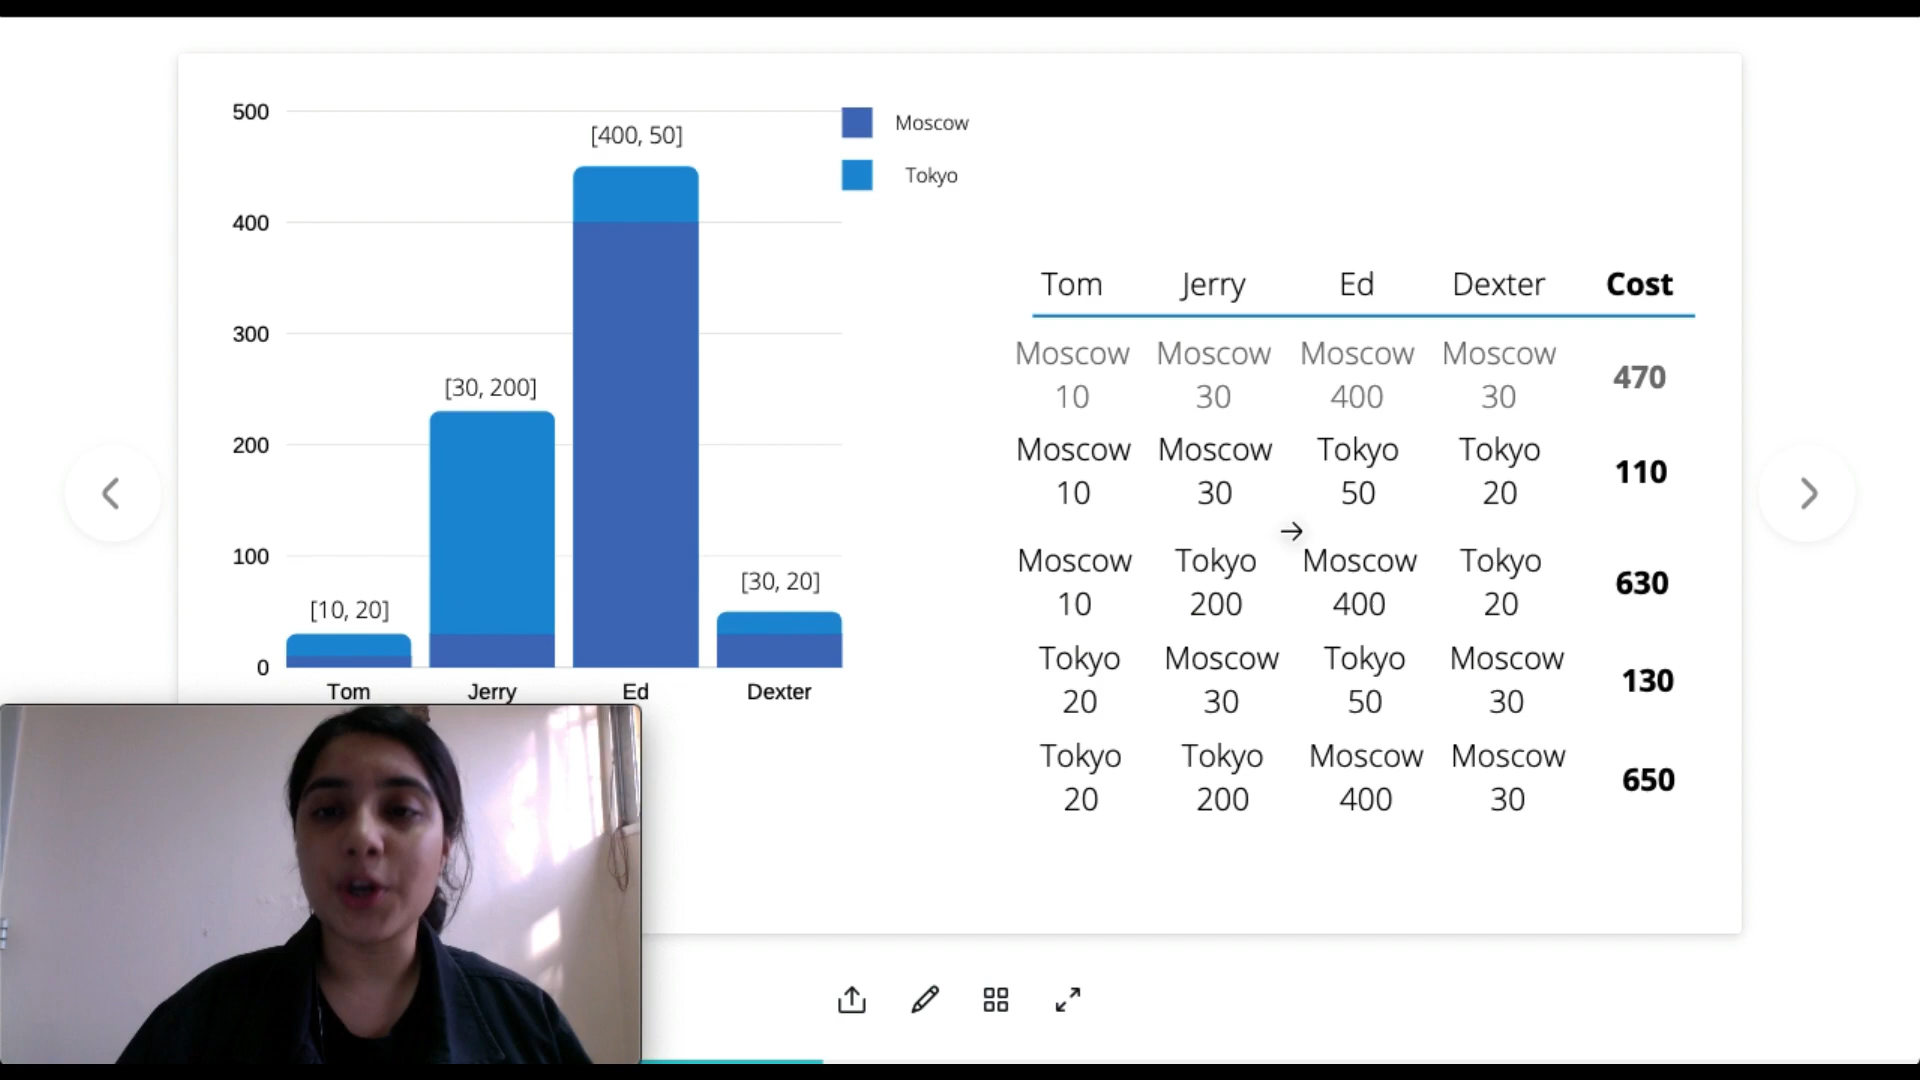 500
400
300
200
100
0
[10, 20]
[30, 200]
[400, 50]
[30, 20]
Tom
Jerry
Ed
Dexter
Moscow
Tokyo
Tom Jerry Ed Dexter Cost
Moscow Moscow Moscow Moscow
10 30 400 30 470
Moscow Moscow Tokyo Tokyo
10 30 50 20 110
Moscow Tokyo Moscow Tokyo
10 200 400 20 630
Tokyo Moscow Tokyo Moscow
20 30 50 30 130
Tokyo Tokyo Moscow Moscow
20 200 400 30 650